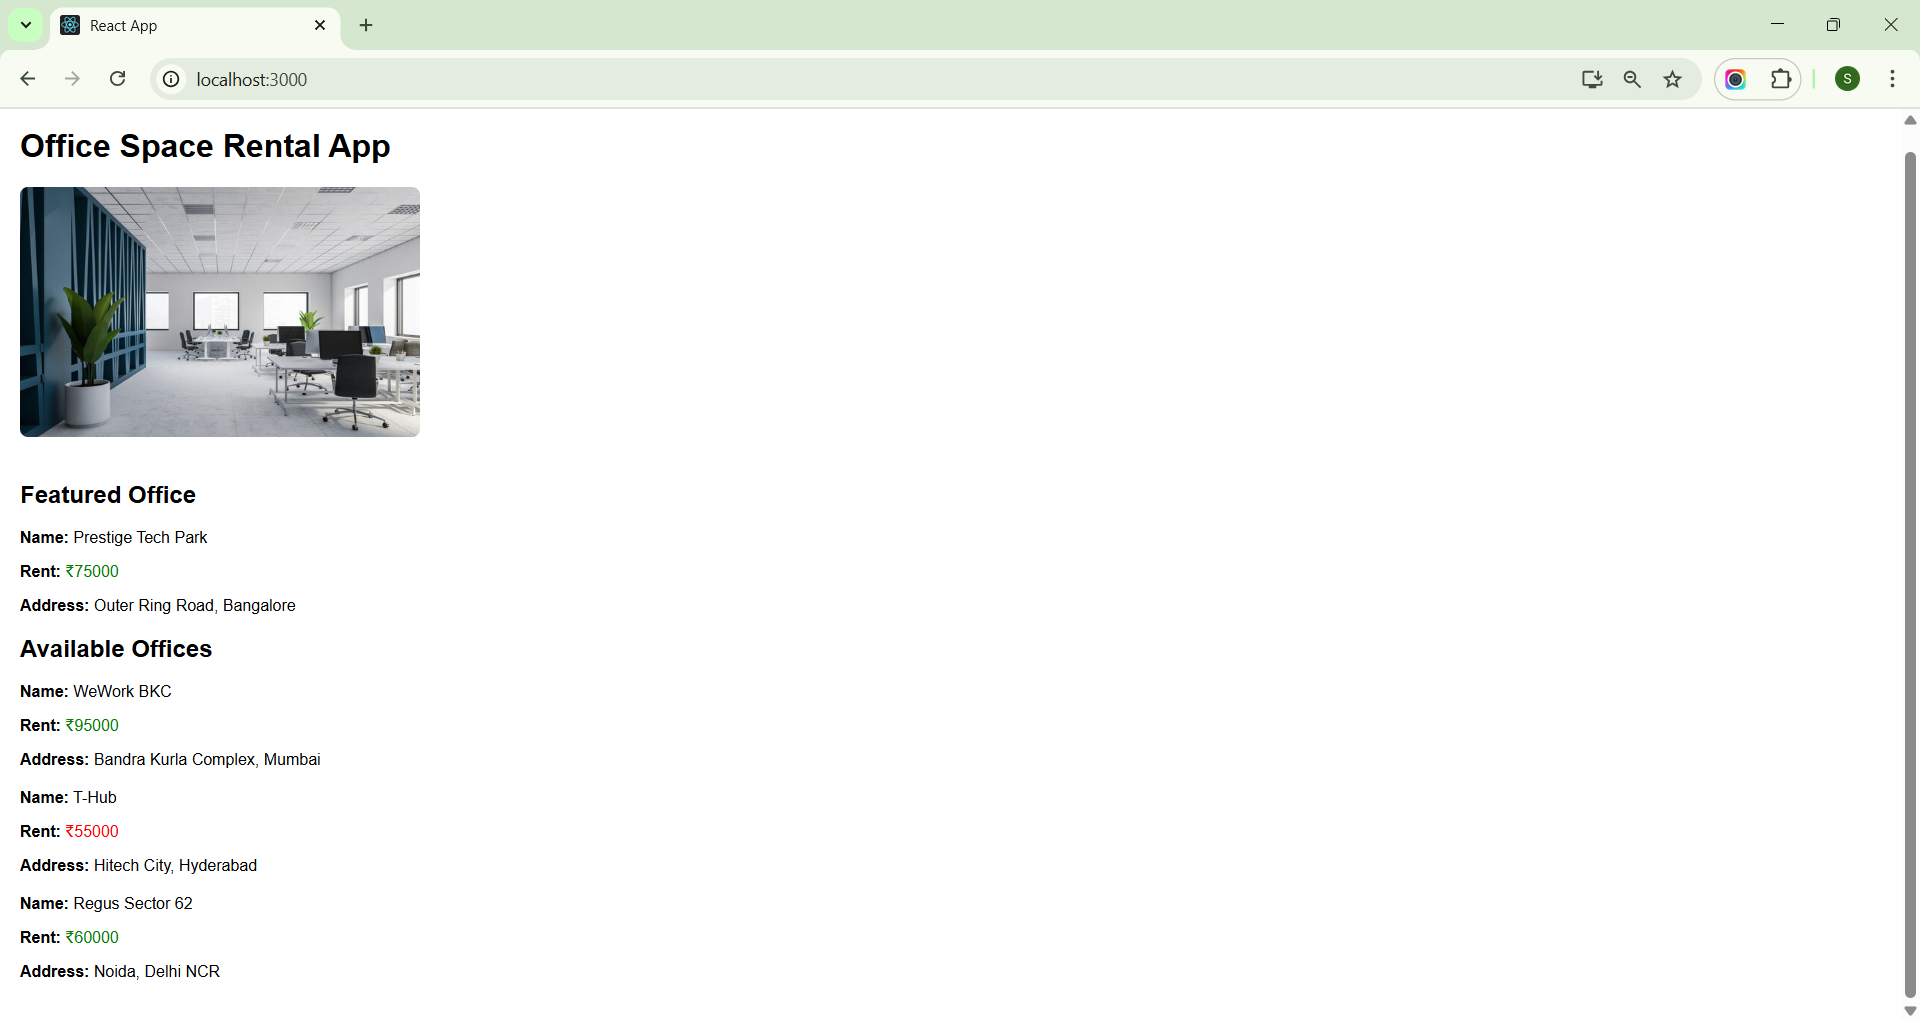 React App
localhost:3000
S
Office Space Rental App
Featured Office
Name: Prestige Tech Park
Rent: ₹75000
Address: Outer Ring Road, Bangalore
Available Offices
Name: WeWork BKC
Rent: ₹95000
Address: Bandra Kurla Complex, Mumbai
Name: T-Hub
Rent: ₹55000
Address: Hitech City, Hyderabad
Name: Regus Sector 62
Rent: ₹60000
Address: Noida, Delhi NCR